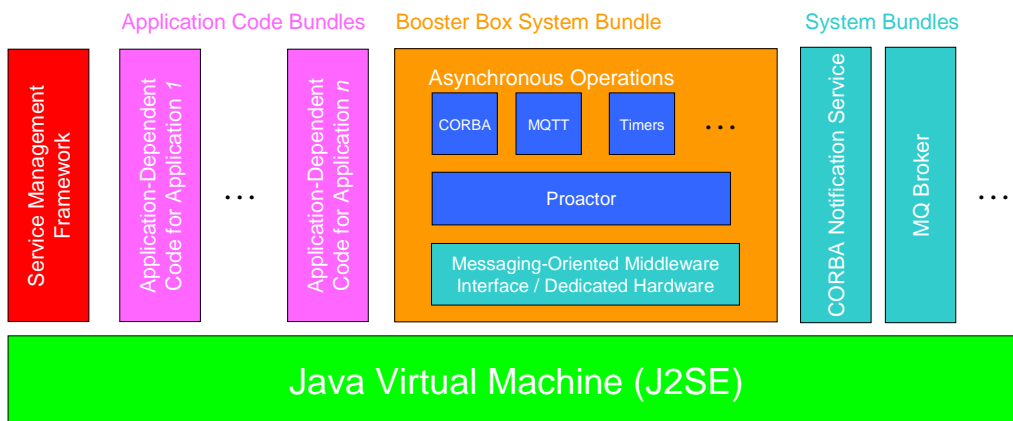 Application Code Bundles
Booster Box System Bundle
System Bundles
Service Management
Framework
Application-Dependent
Code for Application 1
...
Application-Dependent
Code for Application n
Asynchronous Operations
CORBA
MQTT
Timers
...
Proactor
Messaging-Oriented Middleware
Interface / Dedicated Hardware
CORBA Notification Service
MQ Broker
...
Java Virtual Machine (J2SE)